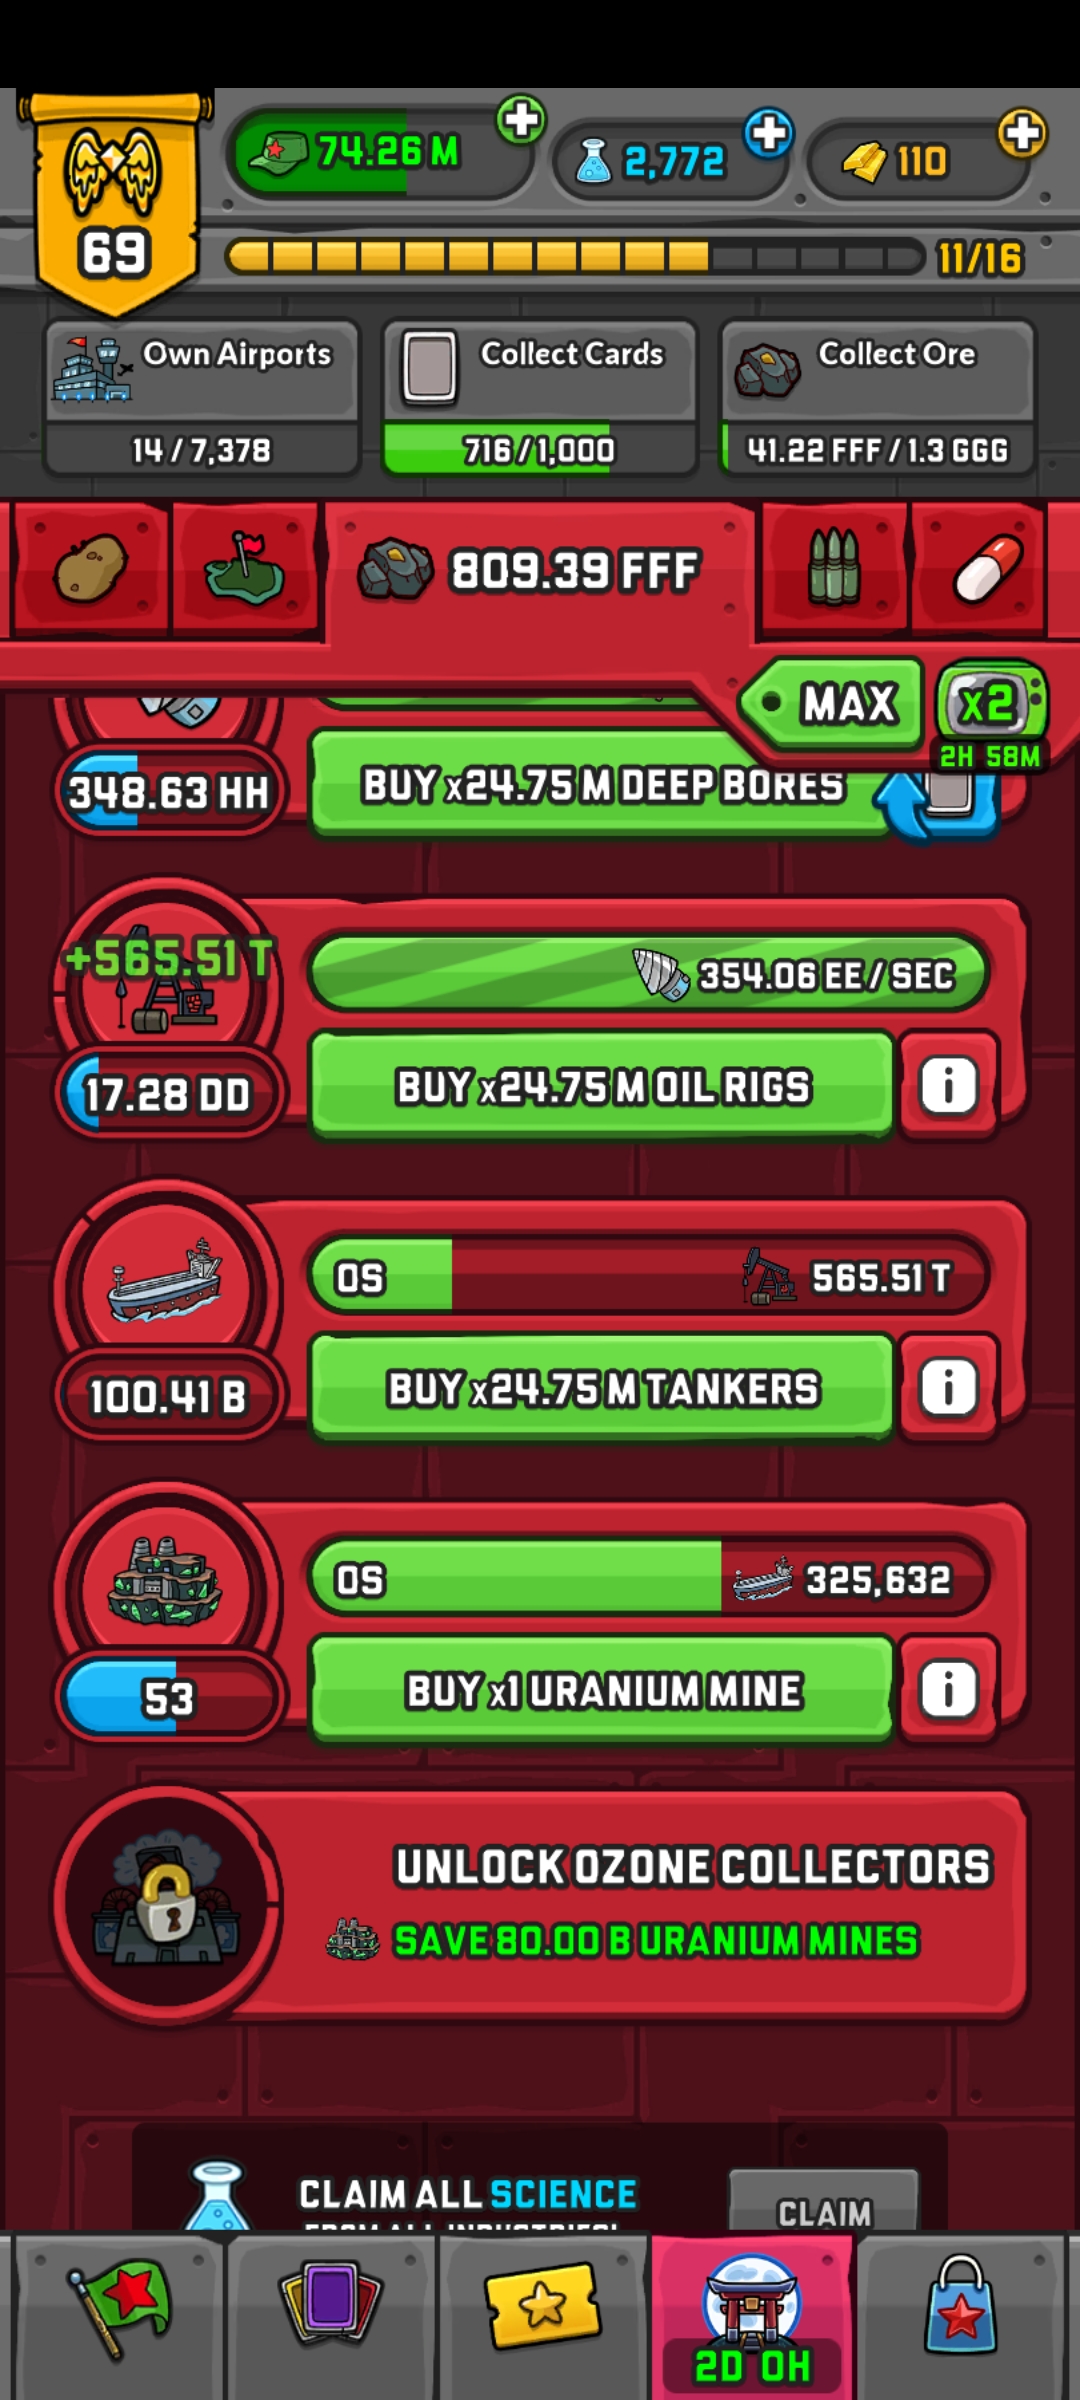 74.26 M
2,772
110
69
11/16
Own Airports
Collect Cards
Collect Ore
14 / 7,378
716 / 1,000
41.22 FFF / 1.3 GGG
809.39 FFF
MAX
x2
2H 58M
348.63 HH
BUY x24.75 M DEEP BORES
+565.51 T
354.06 EE / SEC
17.28 DD
BUY x24.75 M OIL RIGS
i
0S
565.51 T
100.41 B
BUY x24.75 M TANKERS
i
0S
325,632
53
BUY x1 URANIUM MINE
i
UNLOCK OZONE COLLECTORS
SAVE 80.00 B URANIUM MINES
CLAIM ALL SCIENCE
FROM ALL INDUSTRIES!
CLAIM
2D 0H